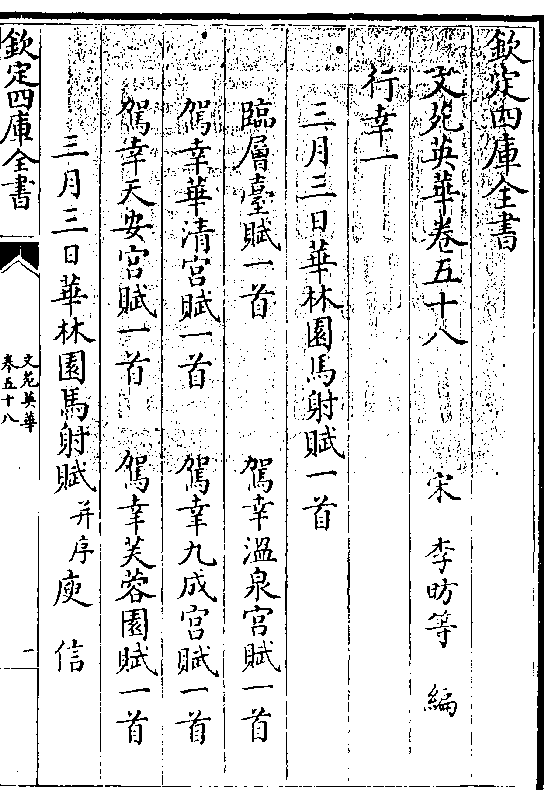 欽定四庫全書
文苑英華卷五十八
宋 李昉等 編
行幸一
三月三日華林園馬射賦一首
臨層臺賦一首 駕幸溫泉宮賦一首
駕幸華清宮賦一首 駕幸九成宮賦一首
駕幸天安宮賦一首 駕幸芙蓉園賦一首
三月三日華林園馬射賦 并序 庾 信
欽定四庫全書
文苑英華
卷五十八
一